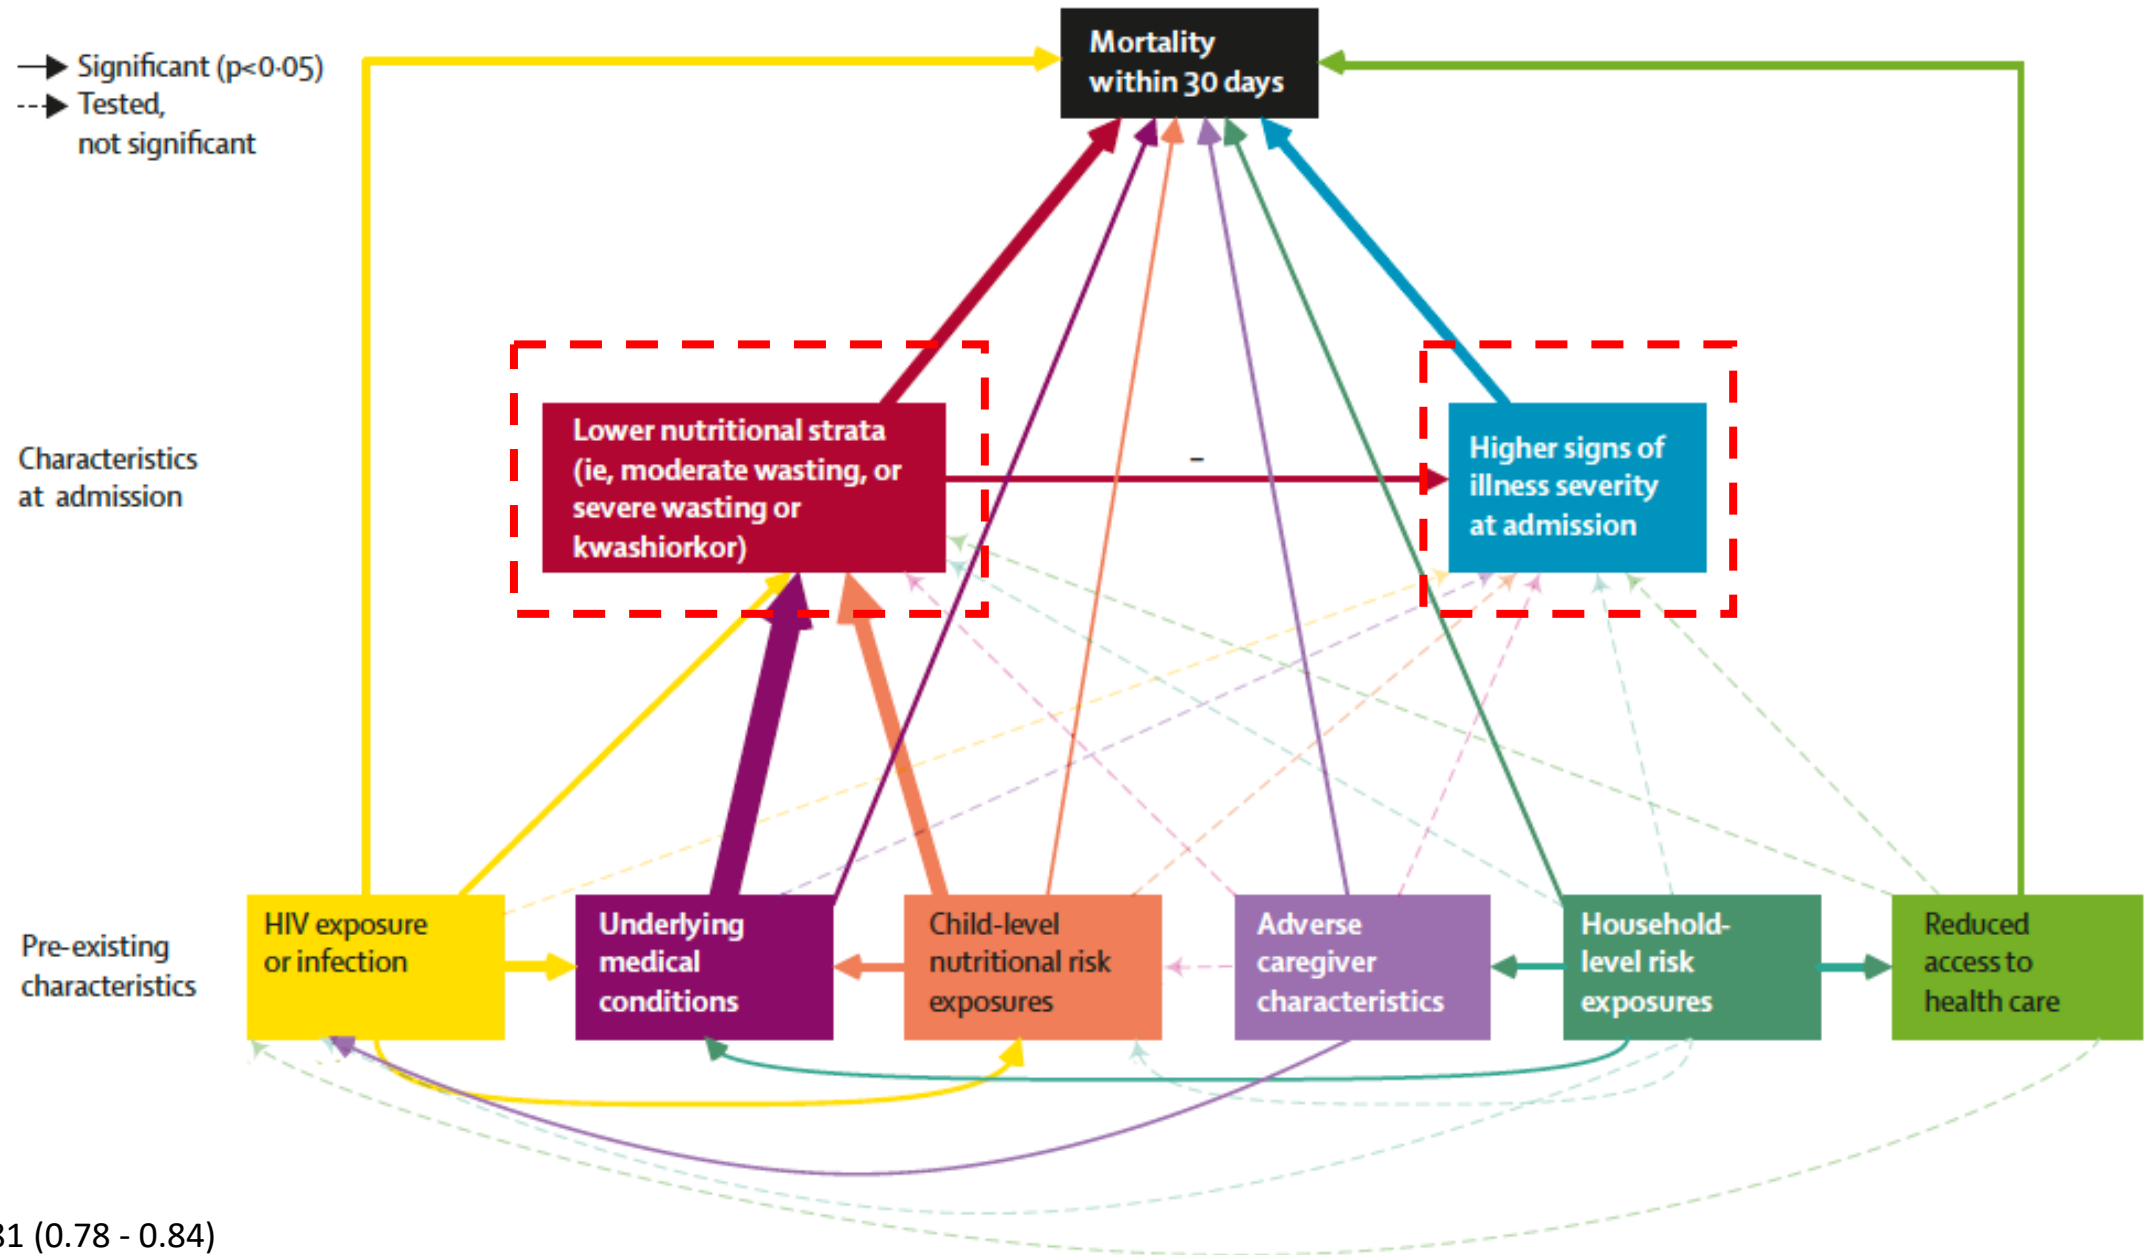 Mortality
within 30 days
Significant (p<0·05)
Tested,
not significant
Characteristics
at admission
Lower nutritional strata
(ie, moderate wasting, or
severe wasting or
kwashiorkor)
–
Higher signs of
illness severity
at admission
Pre-existing
characteristics
HIV exposure
or infection
Underlying
medical
conditions
Child-level
nutritional risk
exposures
Adverse
caregiver
characteristics
Household-
level risk
exposures
Reduced
access to
health care
31 (0.78 - 0.84)